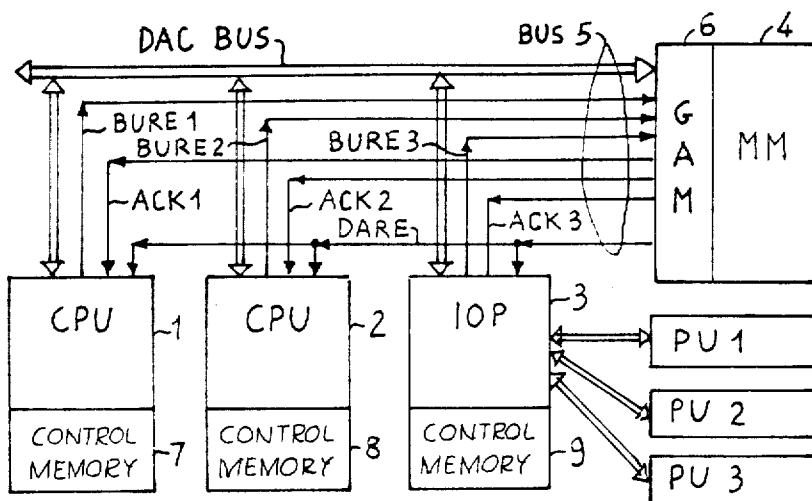 DAC BUS
BUS 5
6
4
BURE 1
BURE 2
BURE 3
G
A
M
MM
ACK 1
ACK 2
ACK 3
DARE
CPU
1
CPU
2
IOP
3
PU 1
PU 2
PU 3
CONTROL
MEMORY
7
CONTROL
MEMORY
8
CONTROL
MEMORY
9